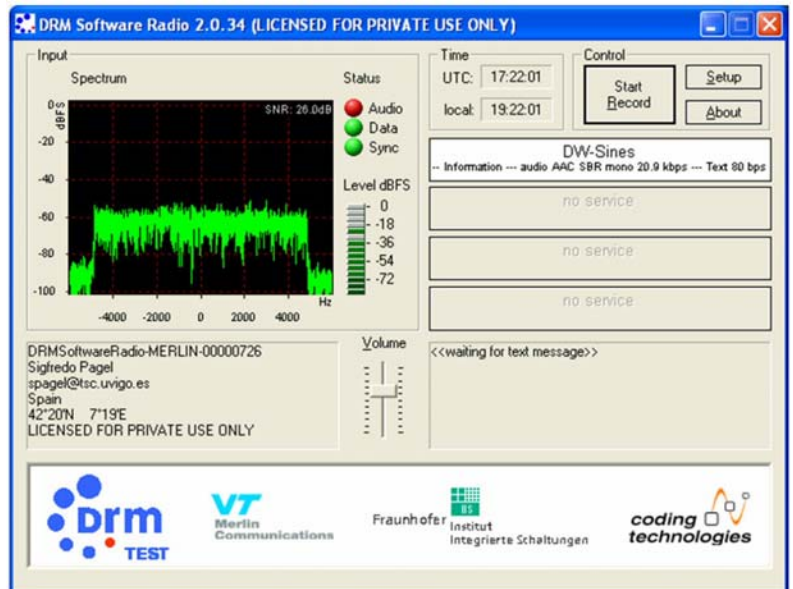 DRM Software Radio 2.0.34 (LICENSED FOR PRIVATE USE ONLY)
Input
Spectrum
Status
SNR: 26.0dB
Audio
Data
Sync
0
dBFS
-20
-40
-60
-80
-100
-4000 -2000 0 2000 4000
Hz
Level dBFS
0
-18
-36
-54
-72
Time
UTC: 17:22:01
local: 19:22:01
Control
Start
Record
Setup
About
DW-Sines
-- Information --- audio AAC SBR mono 20.9 kbps --- Text 80 bps
no service
no service
no service
DRMSoftwareRadio-MERLIN-00000726
Sigfredo Pagel
spagel@tsc.uvigo.es
Spain
42°20'N 7°19'E
LICENSED FOR PRIVATE USE ONLY
Volume
<<waiting for text message>>
Drm
TEST
VT
Merlin
Communications
Fraunhofer
IIS
Institut
Integrierte Schaltungen
coding
technologies